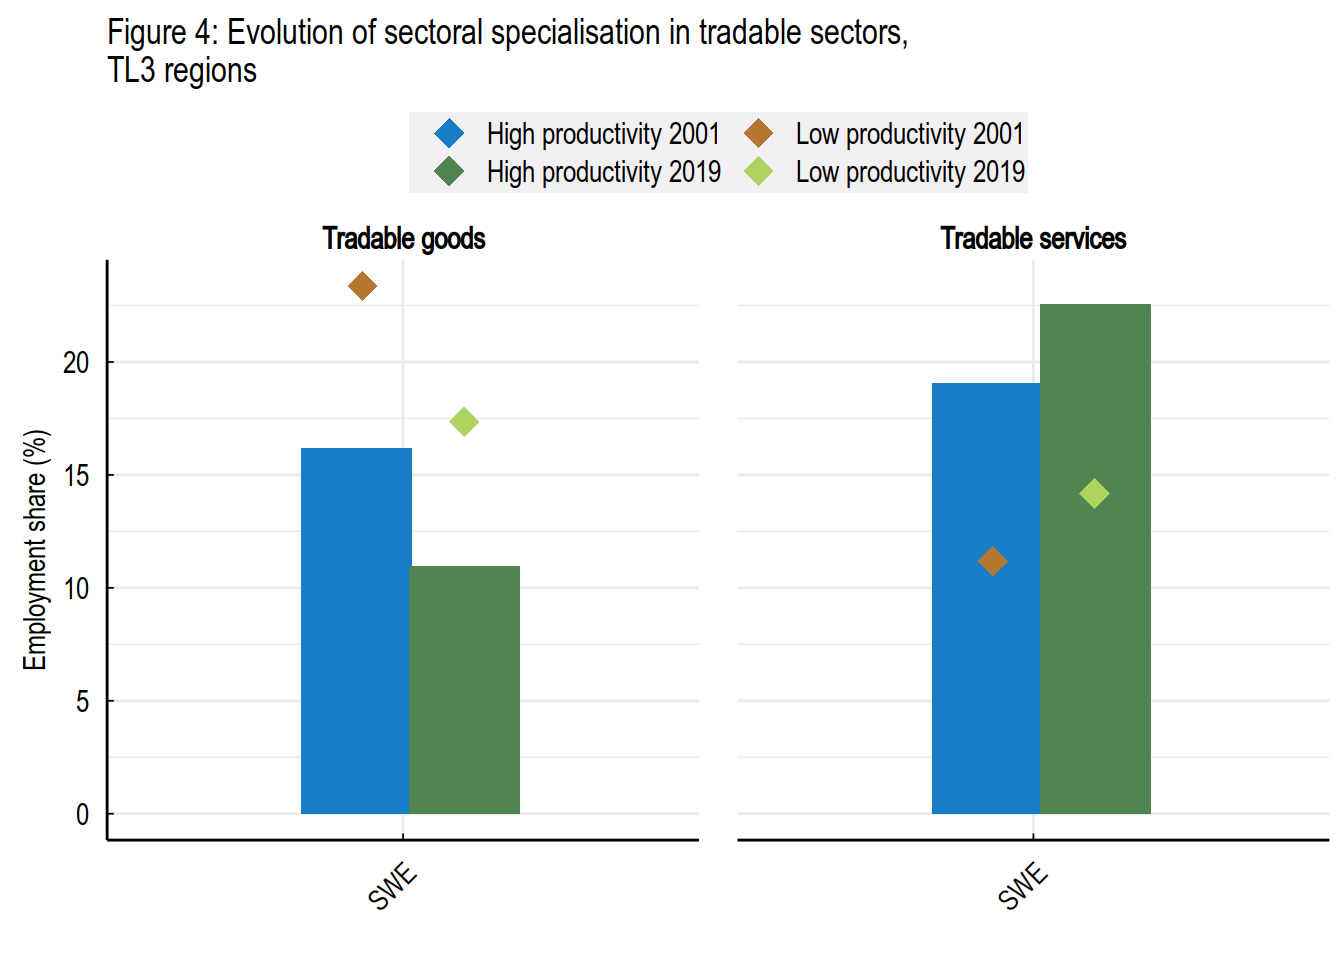 Figure 4: Evolution of sectoral specialisation in tradable sectors,
TL3 regions
High productivity 2001
Low productivity 2001
High productivity 2019
Low productivity 2019
Tradable goods
Tradable services
Employment share (%)
20
15
10
5
0
SWE
SWE